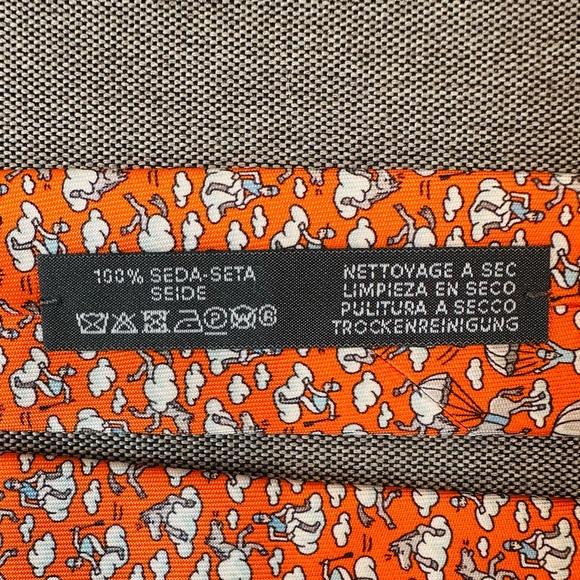 100% SEDA-SETA
SEIDE
NETTOYAGE A SEC
LIMPIEZA EN SECO
PULITURA A SECCO
TROCKENREINIGUNG